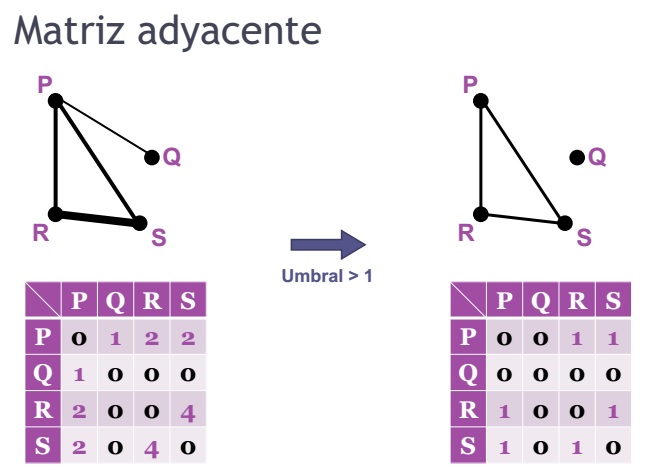 Matriz adyacente
P
Q
R
S
P
Q
R
S
Umbral > 1
P Q R S
P 0 1 2 2
Q 1 0 0 0
R 2 0 0 4
S 2 0 4 0
P Q R S
P 0 0 1 1
Q 0 0 0 0
R 1 0 0 1
S 1 0 1 0